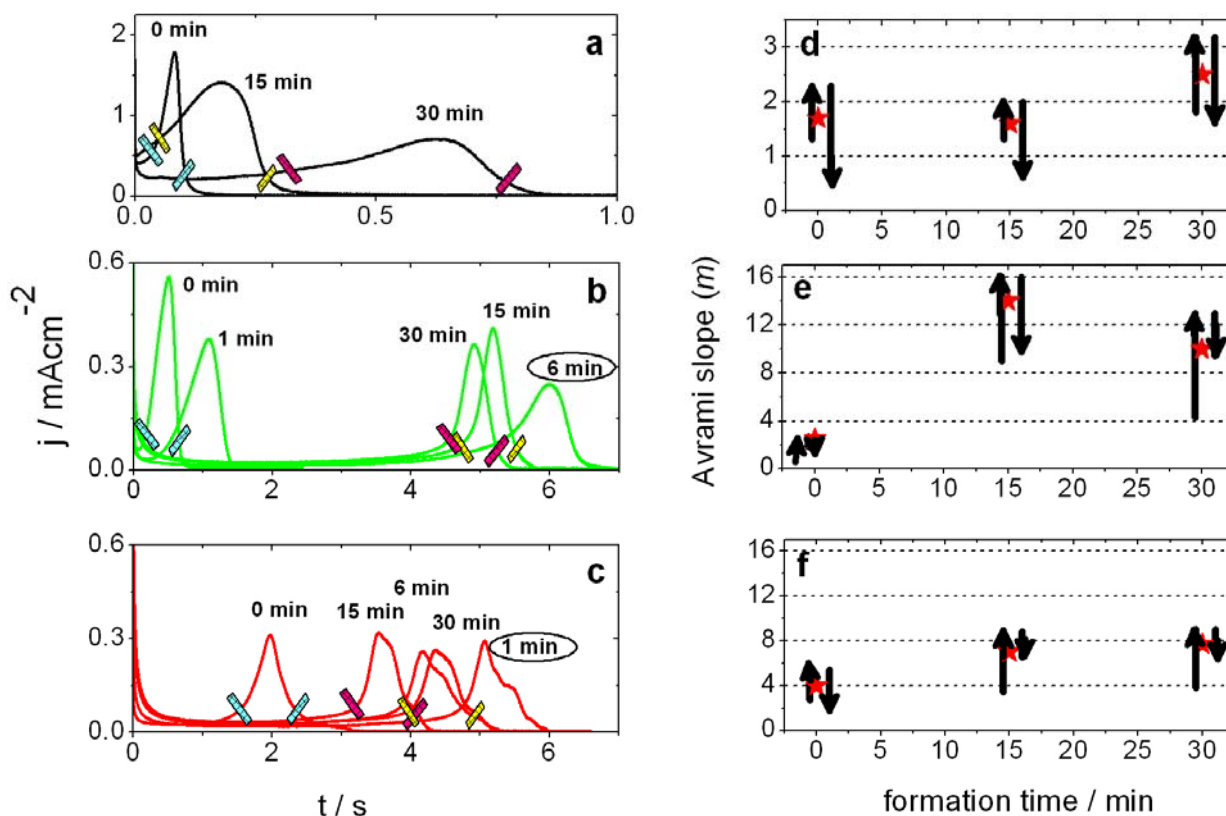 a
0 min
15 min
30 min
2
1
0
0.0 0.5 1.0
b
0 min
1 min
30 min
15 min
6 min
0.6
0.3
0.0
0 2 4 6
c
0 min
15 min
6 min
30 min
1 min
0.6
0.3
0.0
0 2 4 6
j / mAcm⁻²
t / s
d
3
2
1
0
0 5 10 15 20 25 30
e
16
12
8
4
0
0 5 10 15 20 25 30
f
16
12
8
4
0
0 5 10 15 20 25 30
Avrami slope (m)
formation time / min